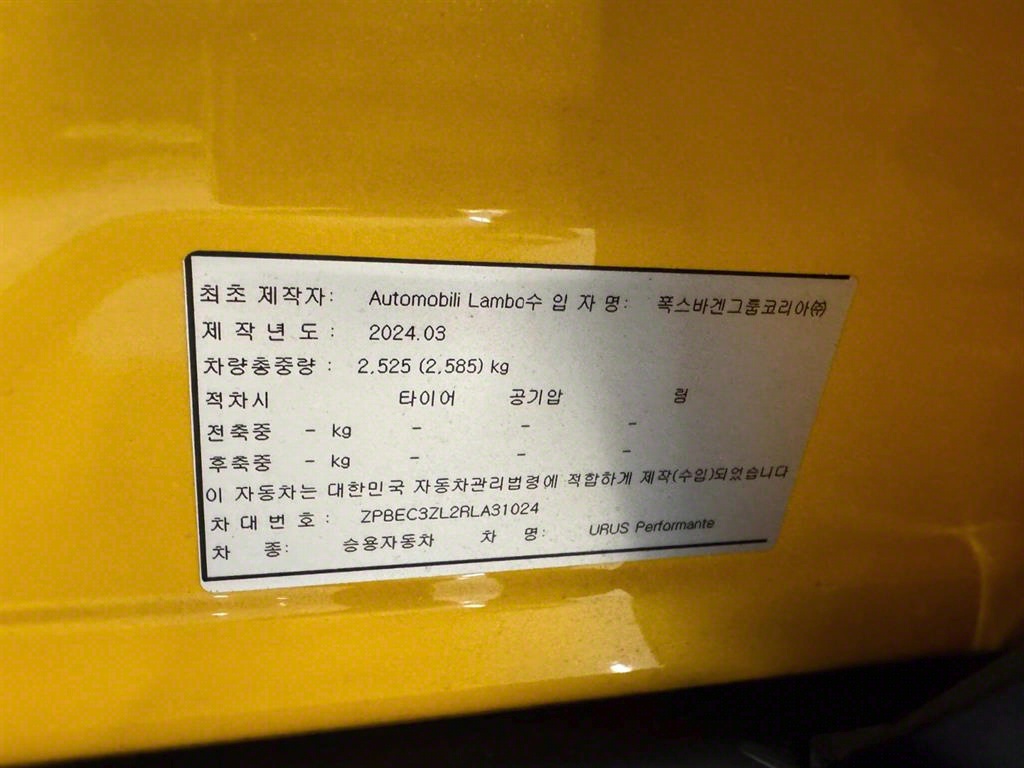 최초 제작자: Automobili Lambo수 입 자 명: 폭스바겐그룹코리아㈜
제 작 년 도 : 2024.03
차량총중량 : 2,525 (2,585) kg
적차시 타이어 공기압 림
전축중 - kg - - -
후축중 - kg - - -
이 자동차는 대한민국 자동차관리법령에 적합하게 제작(수입)되었습니다
차 대 번 호 : ZPBEC3ZL2RLA31024
차 종: 승용자동차 차 명: URUS Performante